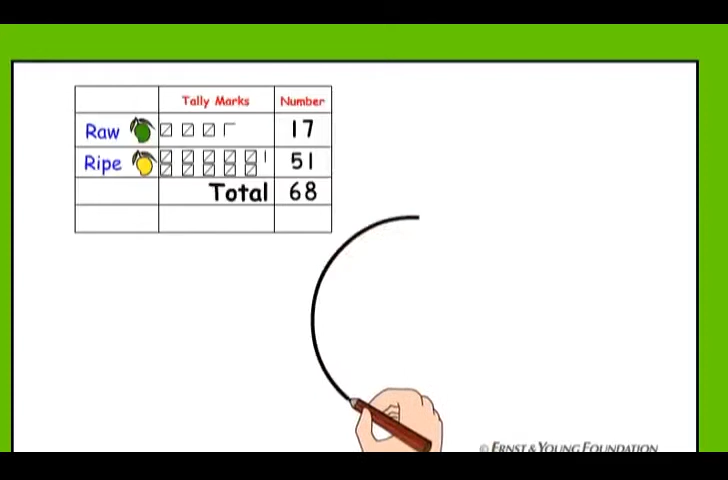 Tally Marks Number
Raw 17
Ripe 51
Total 68
© ERNST & YOUNG FOUNDATION